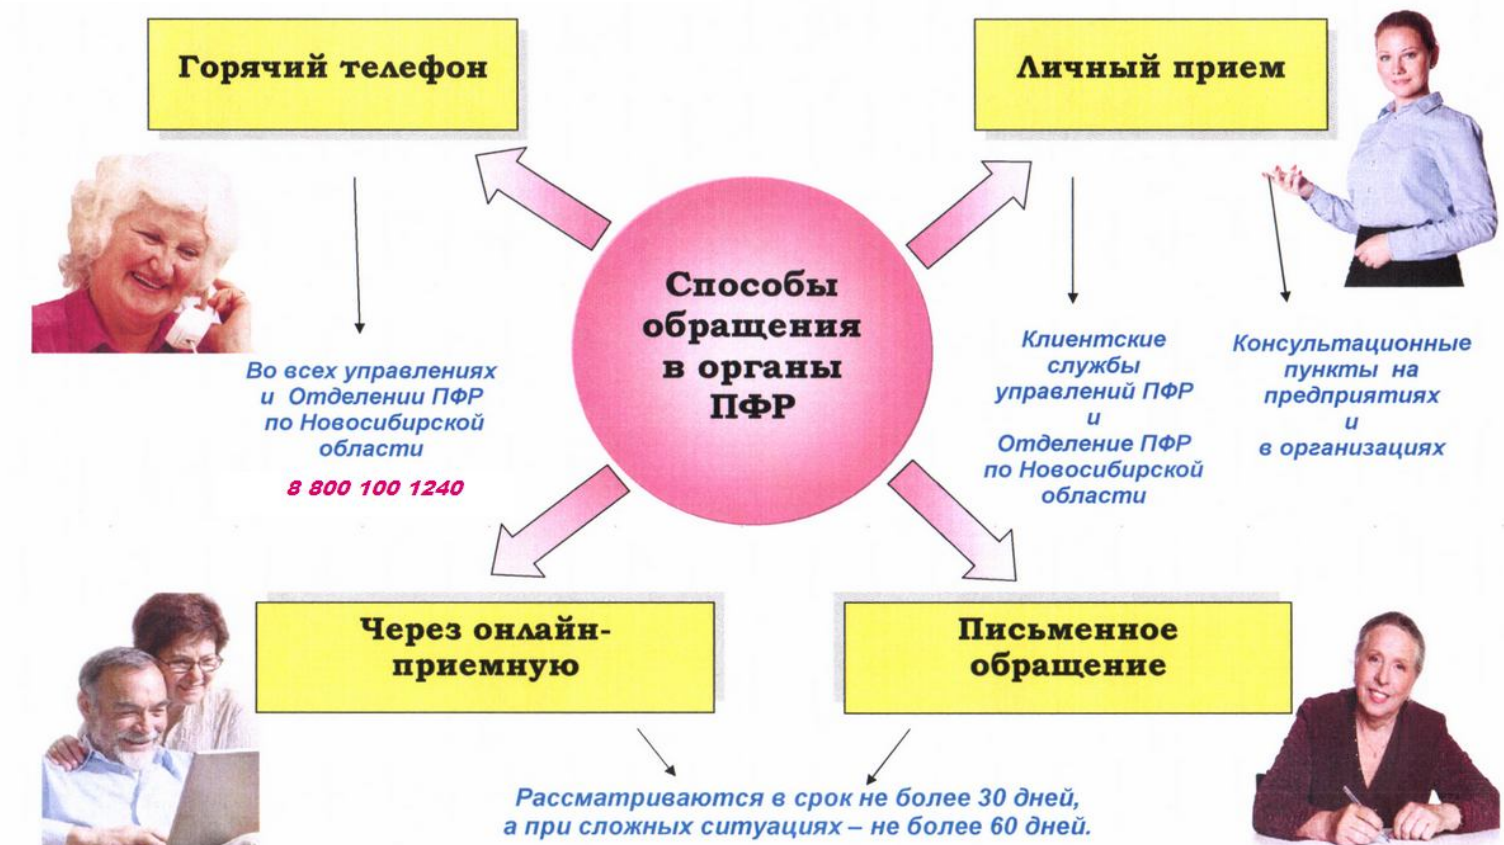 Горячий телефон
Личный прием
Способы
обращения
в органы
ПФР
Во всех управлениях
и Отделении ПФР
по Новосибирской
области
8 800 100 1240
Клиентские
службы
управлений ПФР
и
Отделение ПФР
по Новосибирской
области
Консультационные
пункты на
предприятиях
и
в организациях
Через онлайн-
приемную
Письменное
обращение
Рассматриваются в срок не более 30 дней,
а при сложных ситуациях – не более 60 дней.